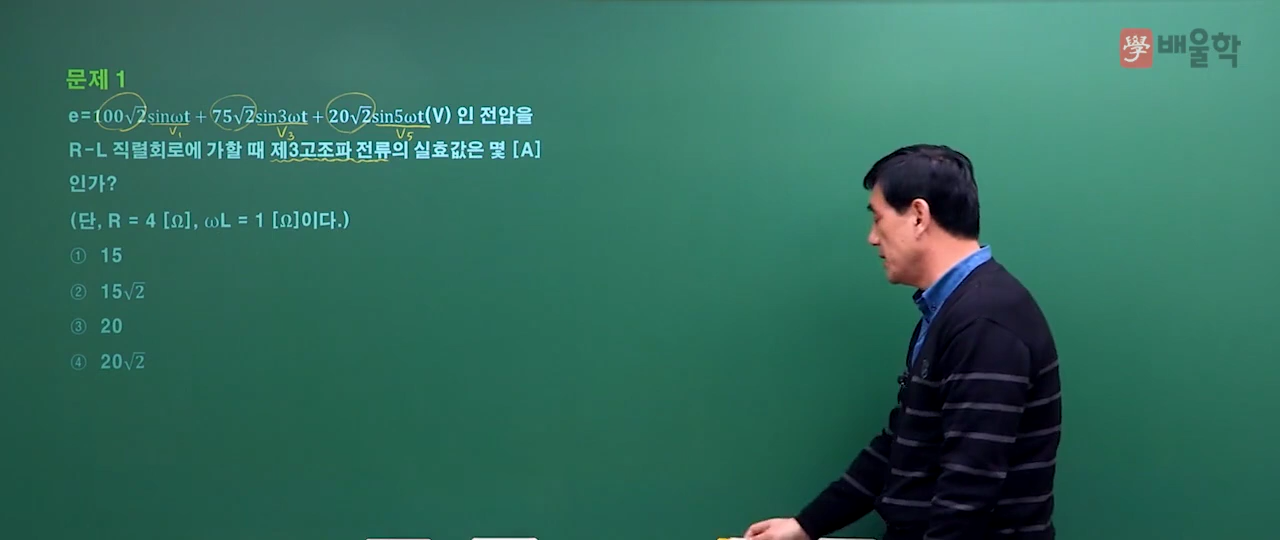 學 배울학
문제 1
e=100√2sinωt + 75√2sin3ωt + 20√2sin5ωt(V) 인 전압을
V₁ V₃ V₅
R-L 직렬회로에 가할 때 제3고조파 전류의 실효값은 몇 [A]
인가?
(단, R = 4 [Ω], ωL = 1 [Ω]이다.)
① 15
② 15√2
③ 20
④ 20√2